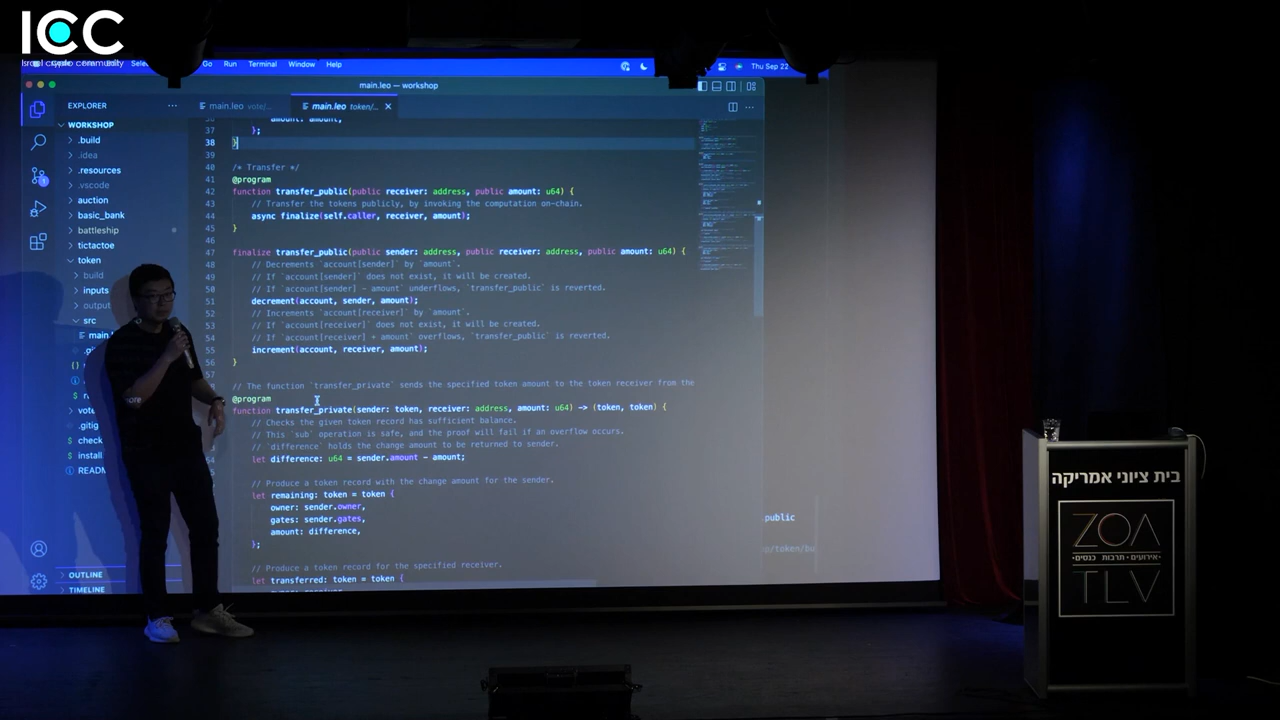 ICC
Israel crypto community
Go Run Terminal Window Help
Thu Sep 22
main.leo — workshop
EXPLORER
main.leo vote/...
main.leo token/...
WORKSHOP
.build
.idea
.resources
.vscode
auction
basic_bank
battleship
tictactoe
token
build
inputs
output
src
main.l
.gitig
check
install
READM
OUTLINE
TIMELINE
36 amount: amount,
37 };
38 }
39
40 /* Transfer */
41 @program
42 function transfer_public(public receiver: address, public amount: u64) {
43 // Transfer the tokens publicly, by invoking the computation on-chain.
44 async finalize(self.caller, receiver, amount);
45 }
46
47 finalize transfer_public(public sender: address, public receiver: address, public amount: u64) {
48 // Decrements `account[sender]` by `amount`.
49 // If `account[sender]` does not exist, it will be created.
50 // If `account[sender] - amount` underflows, `transfer_public` is reverted.
51 decrement(account, sender, amount);
52 // Increments `account[receiver]` by `amount`.
53 // If `account[receiver]` does not exist, it will be created.
54 // If `account[receiver] + amount` overflows, `transfer_public` is reverted.
55 increment(account, receiver, amount);
56 }
57
58 // The function `transfer_private` sends the specified token amount to the token receiver from the
@program
function transfer_private(sender: token, receiver: address, amount: u64) -> (token, token) {
// Checks the given token record has sufficient balance.
// This `sub` operation is safe, and the proof will fail if an overflow occurs.
// `difference` holds the change amount to be returned to sender.
let difference: u64 = sender.amount - amount;
// Produce a token record with the change amount for the sender.
let remaining: token = token {
owner: sender.owner,
gates: sender.gates,
amount: difference,
};
// Produce a token record for the specified receiver.
let transferred: token = token {
public
p/token/bu
בית ציוני אמריקה
ZOA
•אירועים • תרבות • כנסים•
TLV